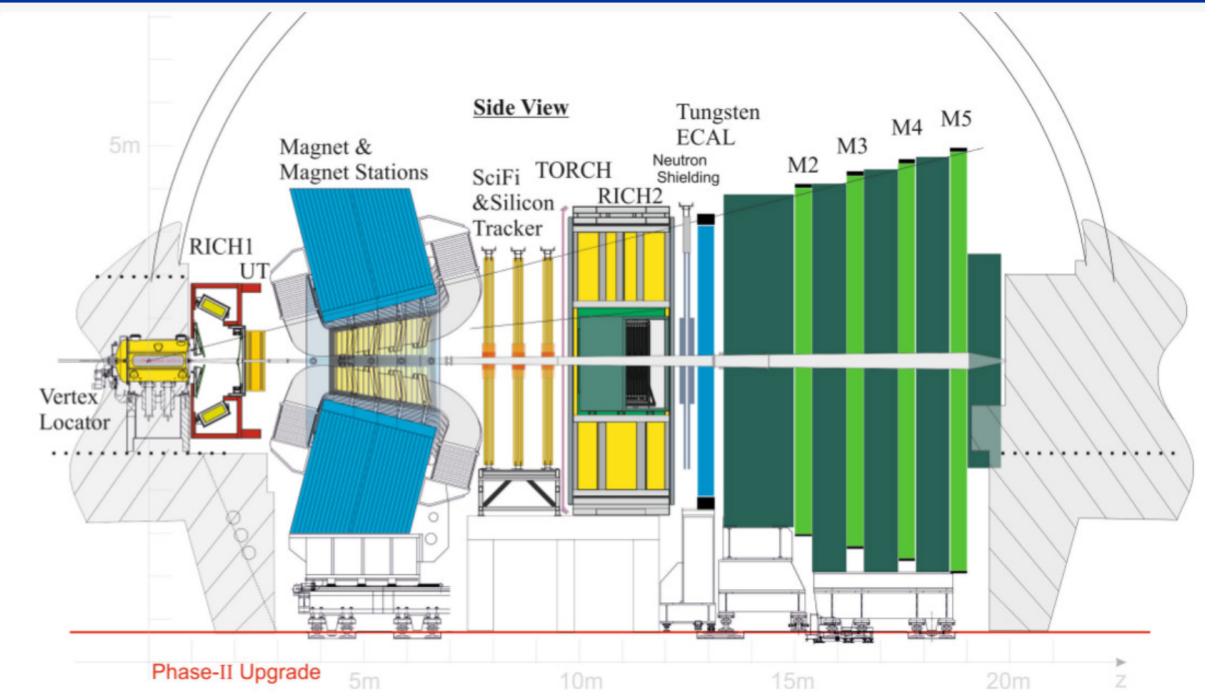 Side View
5m
Magnet &
Magnet Stations
SciFi
&Silicon
Tracker
TORCH
RICH2
Tungsten
ECAL
Neutron
Shielding
M2
M3
M4
M5
RICH1
UT
Vertex
Locator
Phase-II Upgrade
5m
10m
15m
20m
z